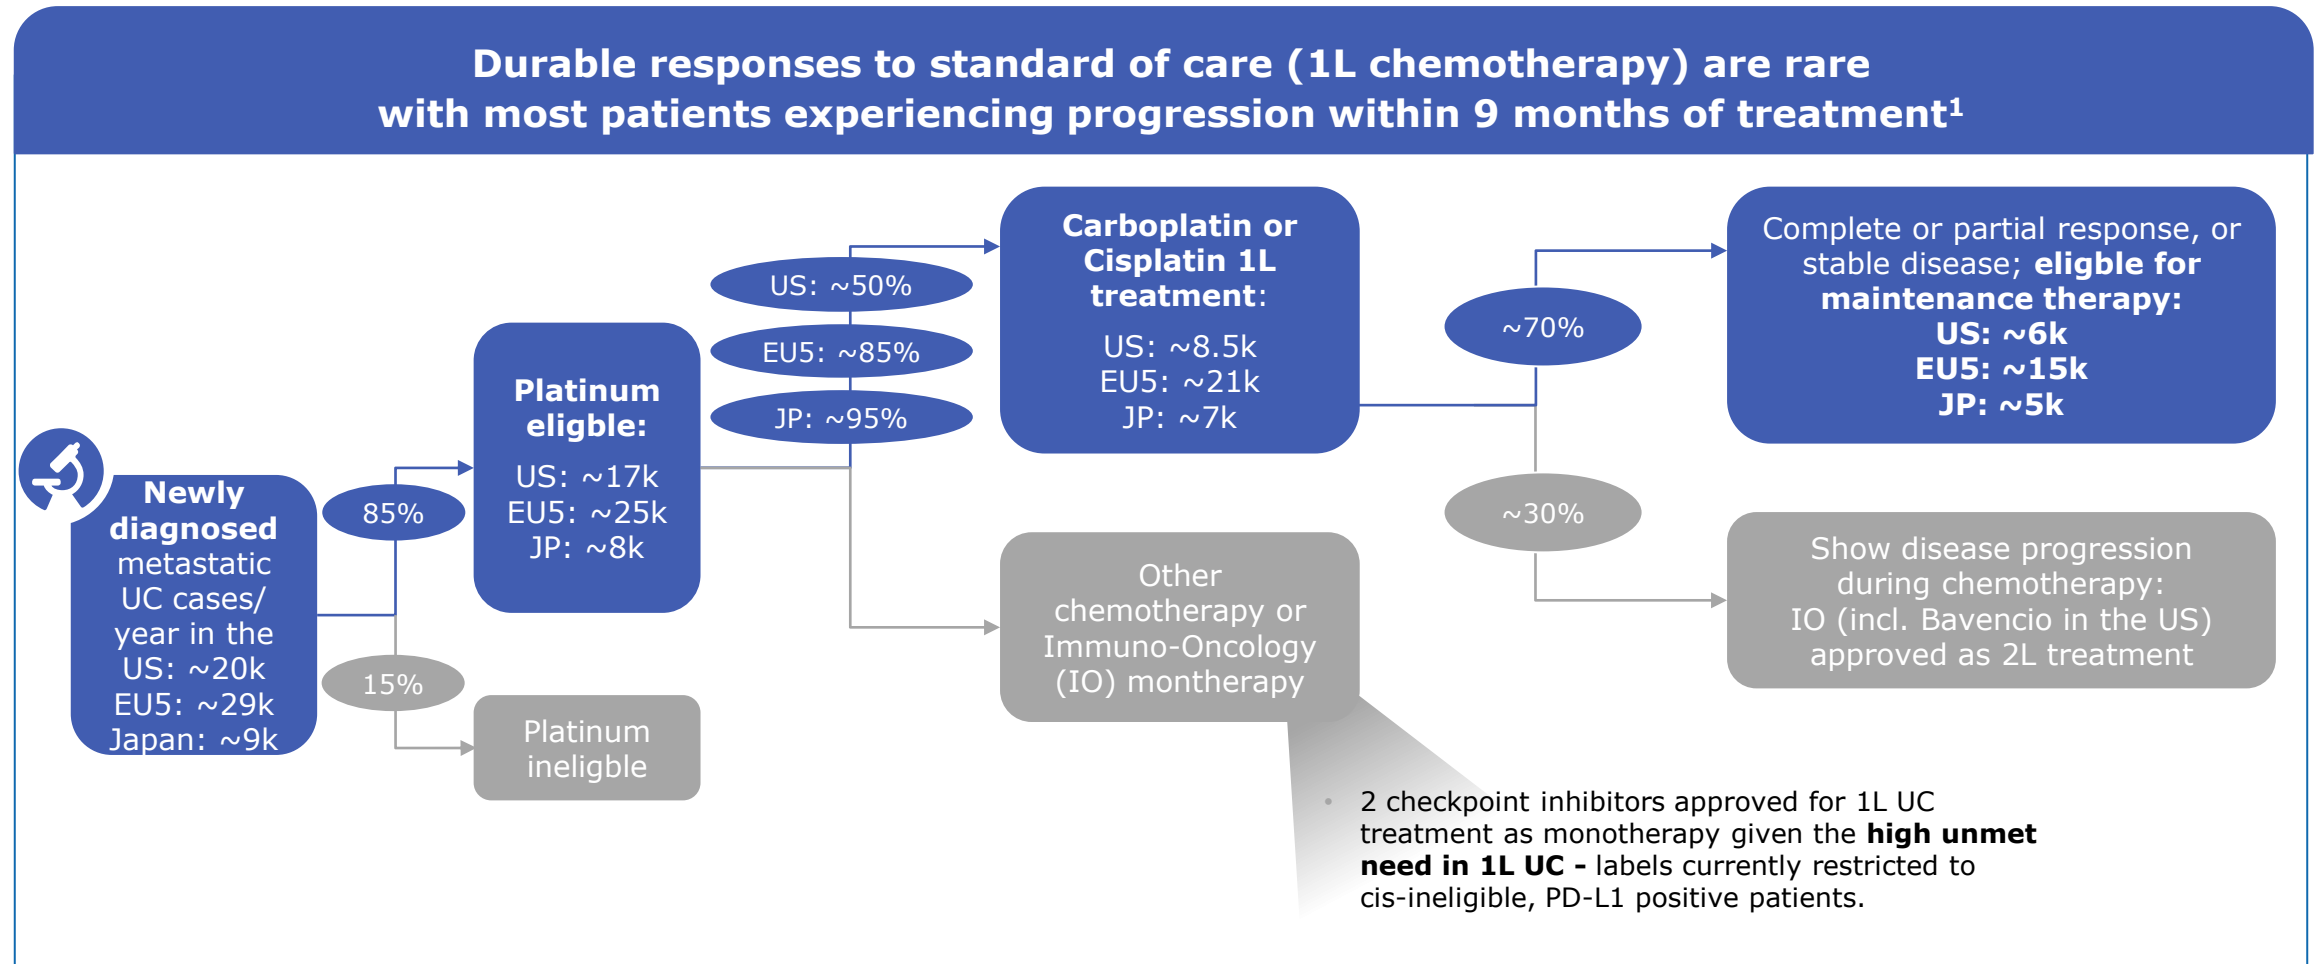 Durable responses to standard of care (1L chemotherapy) are rare
with most patients experiencing progression within 9 months of treatment¹
Newly
diagnosed
metastatic
UC cases/
year in the
US: ~20k
EU5: ~29k
Japan: ~9k
85%
15%
Platinum
eligble:
US: ~17k
EU5: ~25k
JP: ~8k
Platinum
ineligble
US: ~50%
EU5: ~85%
JP: ~95%
Carboplatin or
Cisplatin 1L
treatment:
US: ~8.5k
EU5: ~21k
JP: ~7k
Other
chemotherapy or
Immuno-Oncology
(IO) montherapy
~70%
~30%
Complete or partial response, or
stable disease; eligble for
maintenance therapy:
US: ~6k
EU5: ~15k
JP: ~5k
Show disease progression
during chemotherapy:
IO (incl. Bavencio in the US)
approved as 2L treatment
• 2 checkpoint inhibitors approved for 1L UC
treatment as monotherapy given the high unmet
need in 1L UC - labels currently restricted to
cis-ineligible, PD-L1 positive patients.